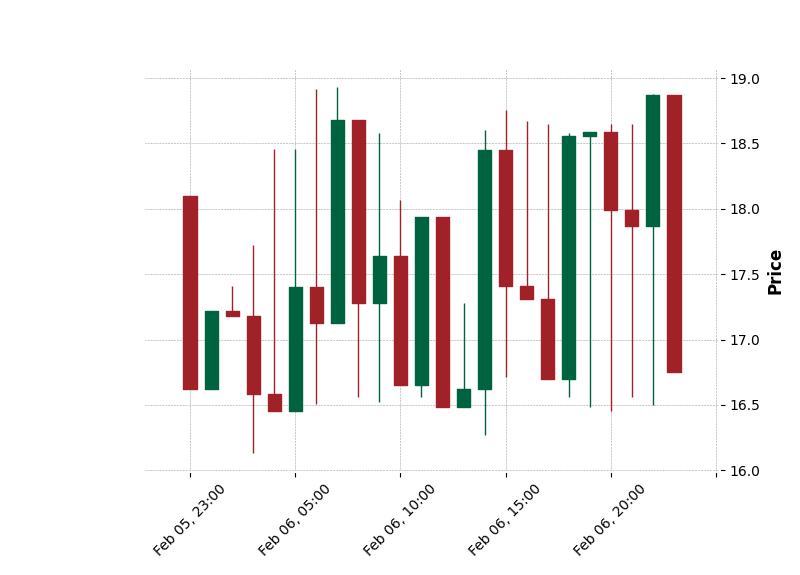 19.0
18.5
18.0
17.5
17.0
16.5
16.0
Price
Feb 05, 23:00
Feb 06, 05:00
Feb 06, 10:00
Feb 06, 15:00
Feb 06, 20:00